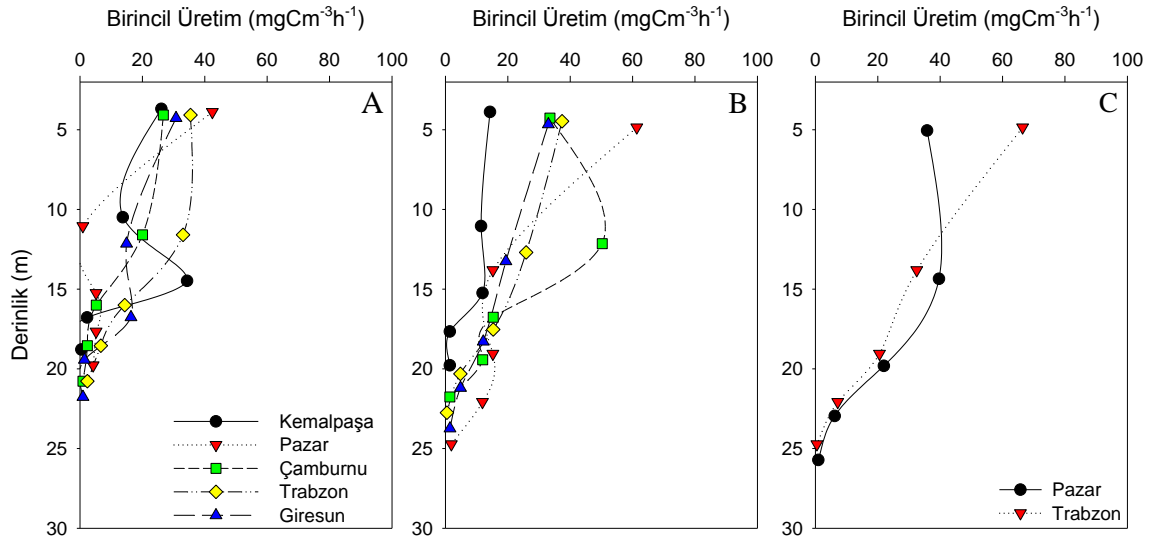 Birincil Üretim (mgCm-3h-1)
Birincil Üretim (mgCm-3h-1)
Birincil Üretim (mgCm-3h-1)
0 20 40 60 80 100
0 20 40 60 80 100
0 20 40 60 80 100
A
B
C
Derinlik (m)
5
10
15
20
25
30
5
10
15
20
25
30
5
10
15
20
25
30
Kemalpaşa
Pazar
Çamburnu
Trabzon
Giresun
Pazar
Trabzon